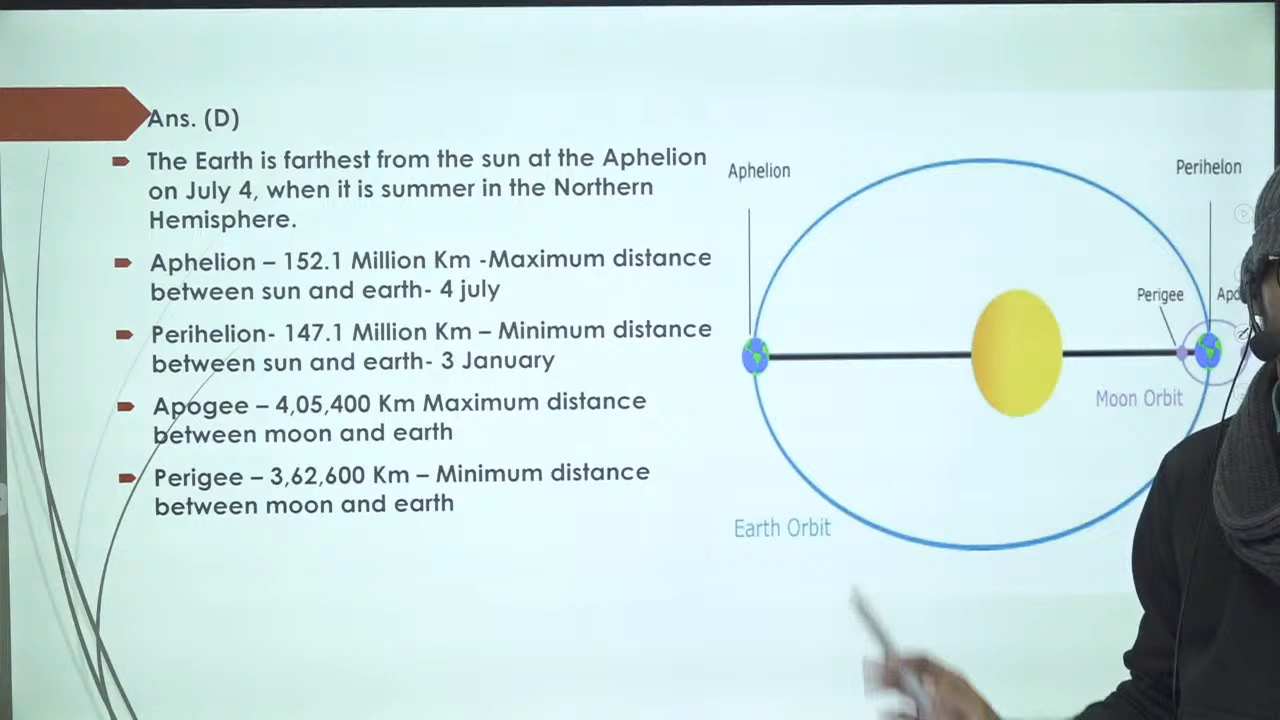 Ans. (D)
The Earth is farthest from the sun at the Aphelion
on July 4, when it is summer in the Northern
Hemisphere.
Aphelion – 152.1 Million Km -Maximum distance
between sun and earth- 4 july
Perihelion- 147.1 Million Km – Minimum distance
between sun and earth- 3 January
Apogee – 4,05,400 Km Maximum distance
between moon and earth
Perigee – 3,62,600 Km – Minimum distance
between moon and earth
Aphelion
Perihelon
Perigee
Moon Orbit
Earth Orbit